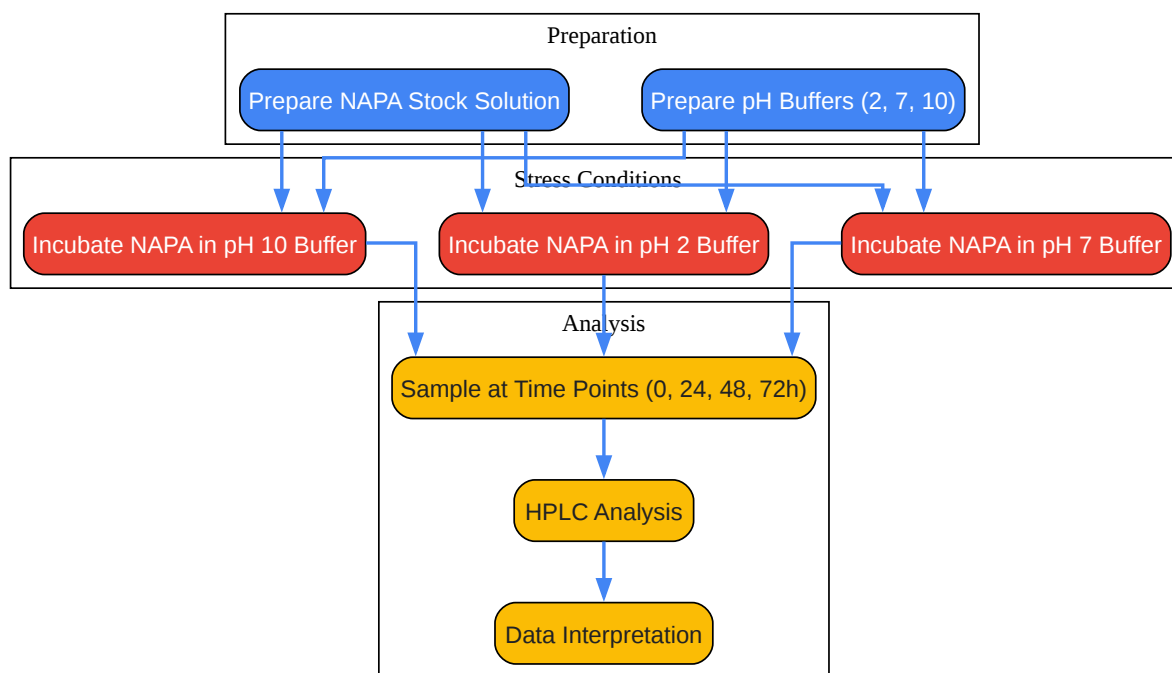 Preparation
Prepare NAPA Stock Solution
Prepare pH Buffers (2, 7, 10)
Stress Conditions
Incubate NAPA in pH 10 Buffer
Incubate NAPA in pH 2 Buffer
Incubate NAPA in pH 7 Buffer
Analysis
Sample at Time Points (0, 24, 48, 72h)
HPLC Analysis
Data Interpretation